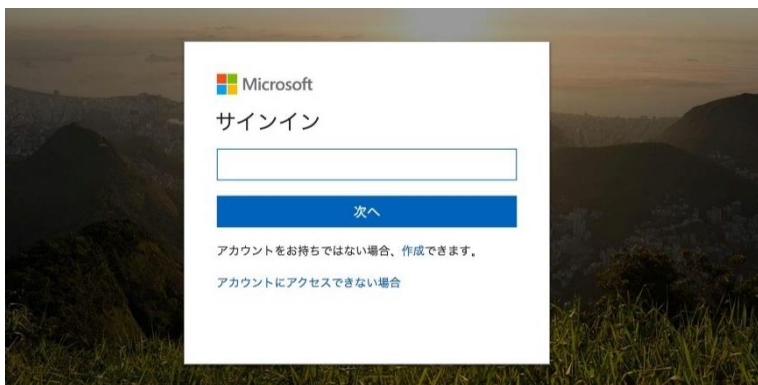 Microsoft
サインイン
次へ
アカウントをお持ちではない場合、作成できます。
アカウントにアクセスできない場合